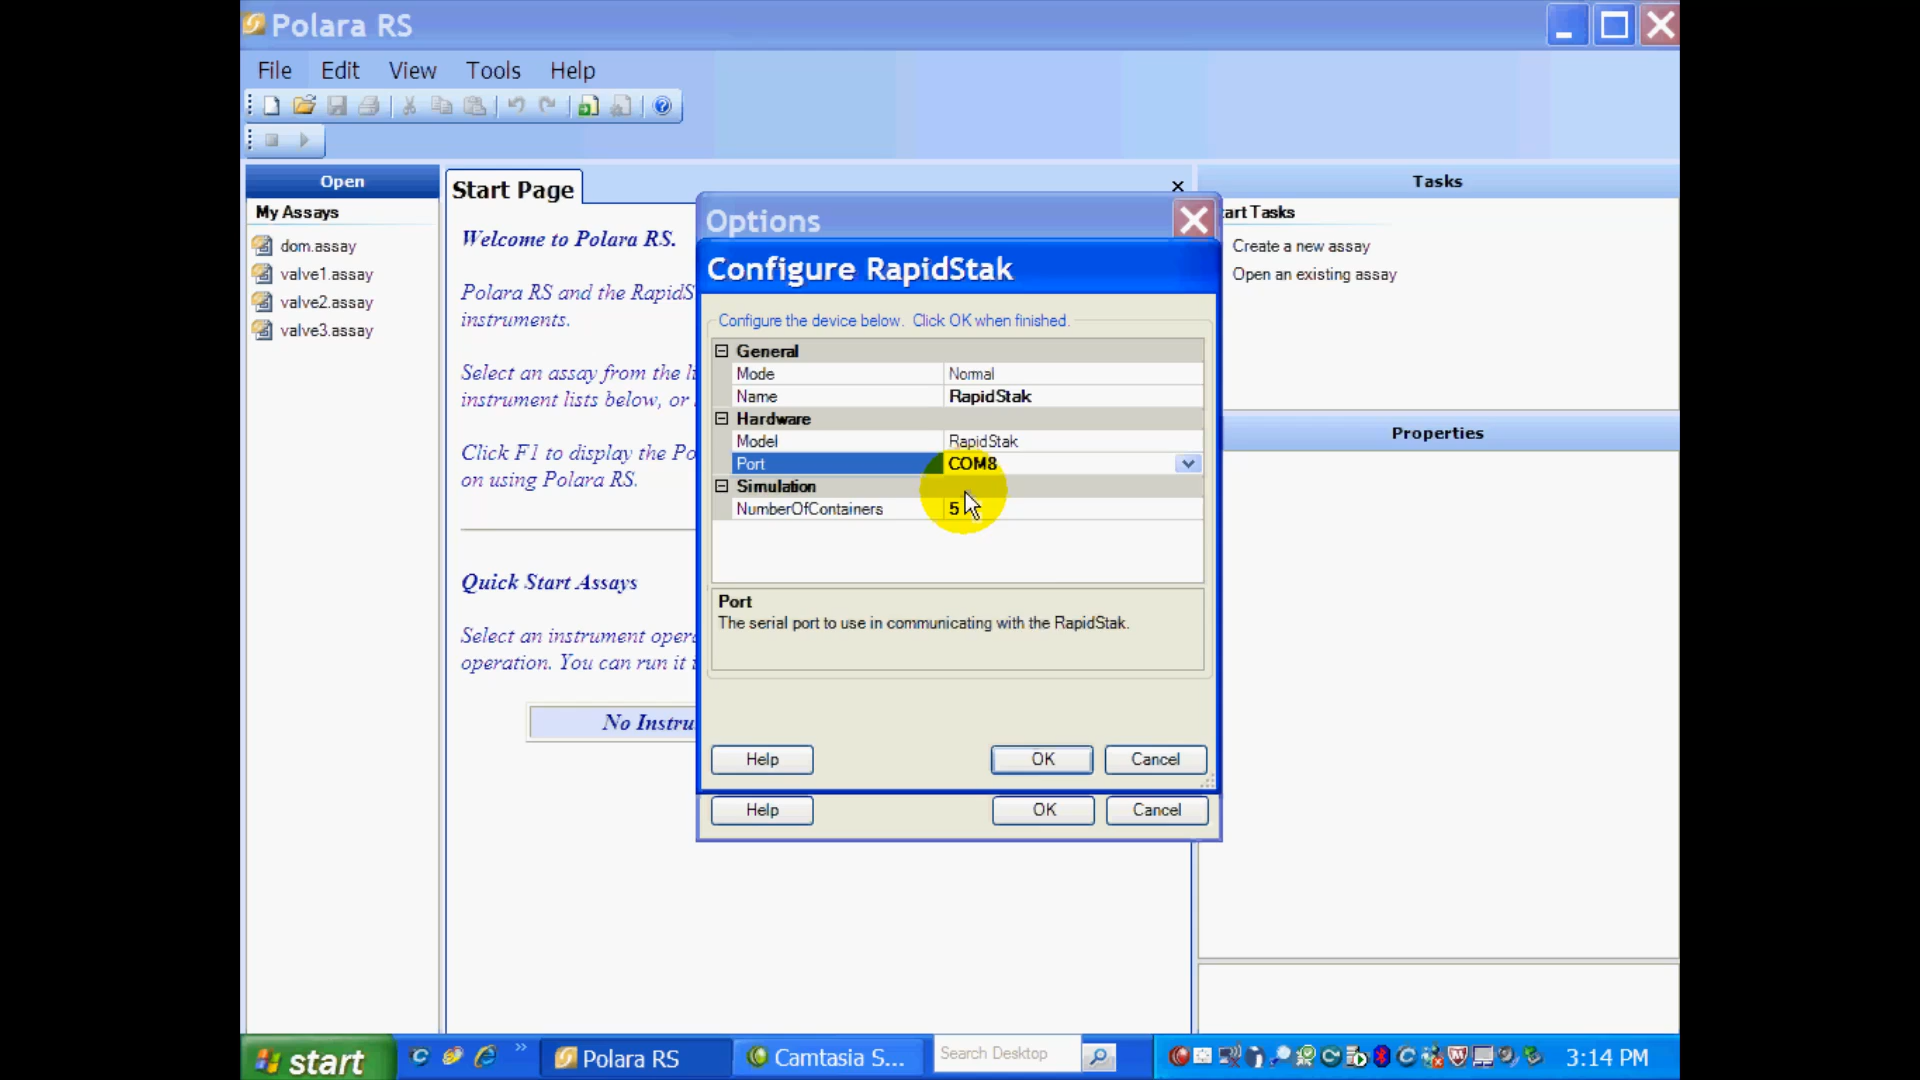 Polara RS
File Edit View Tools Help
Open
My Assays
dom.assay
valve1.assay
valve2.assay
valve3.assay
Start Page
Welcome to Polara RS.
Polara RS and the RapidS
instruments.
Select an assay from the li
instrument lists below, or
Click F1 to display the Po
on using Polara RS.
Quick Start Assays
Select an instrument oper
operation. You can run it
No Instru
Options
Configure RapidStak
Configure the device below. Click OK when finished.
General
Mode Normal
Name RapidStak
Hardware
Model RapidStak
Port COM8
Simulation
NumberOfContainers 5
Port
The serial port to use in communicating with the RapidStak.
Help OK Cancel
Help OK Cancel
Tasks
tart Tasks
Create a new assay
Open an existing assay
Properties
start
Polara RS
Camtasia S...
Search Desktop
3:14 PM